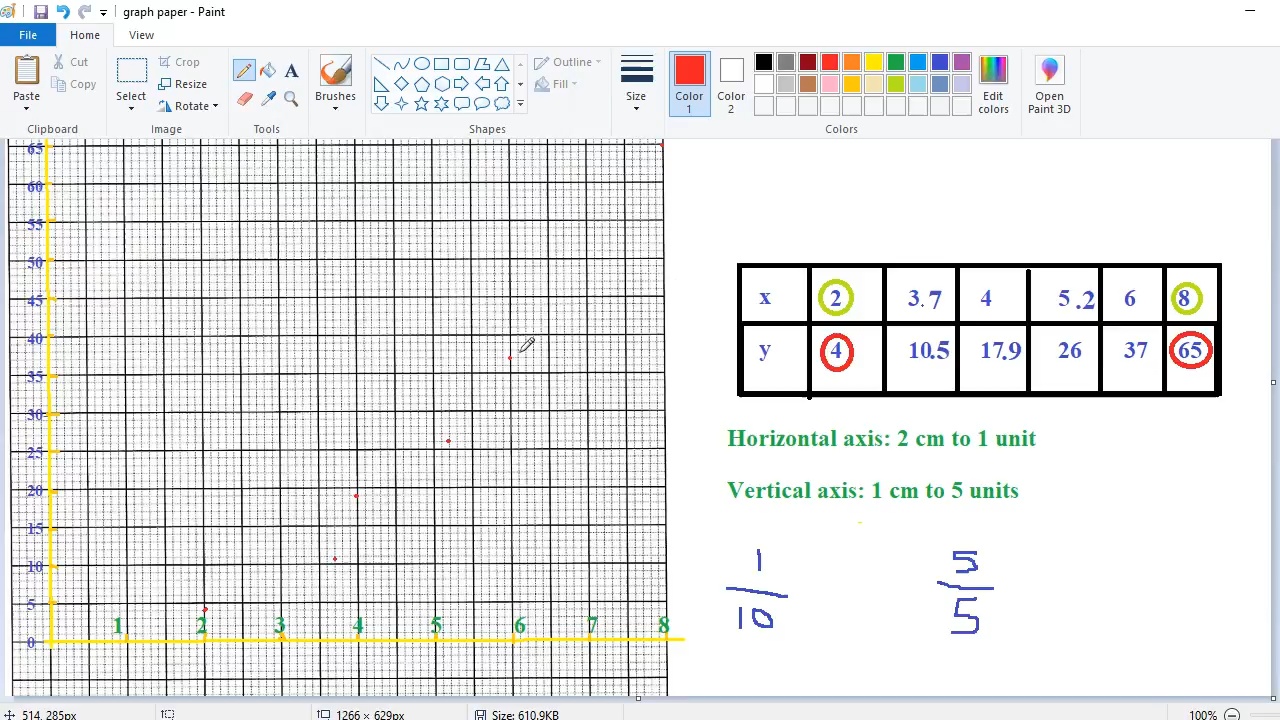 graph paper - Paint
File Home View
Paste
Cut
Copy
Clipboard
Select
Crop
Resize
Rotate
Image
A
Tools
Brushes
Outline
Fill
Shapes
Size
Color 1
Color 2
Edit colors
Colors
Open Paint 3D
65
60
55
50
45
40
35
30
25
20
15
10
5
0
1 2 3 4 5 6 7 8
x 2 3.7 4 5.2 6 8
y 4 10.5 17.9 26 37 65
Horizontal axis: 2 cm to 1 unit
Vertical axis: 1 cm to 5 units
1 5
10 5
514, 285px 1266 × 629px Size: 610.9KB 100%